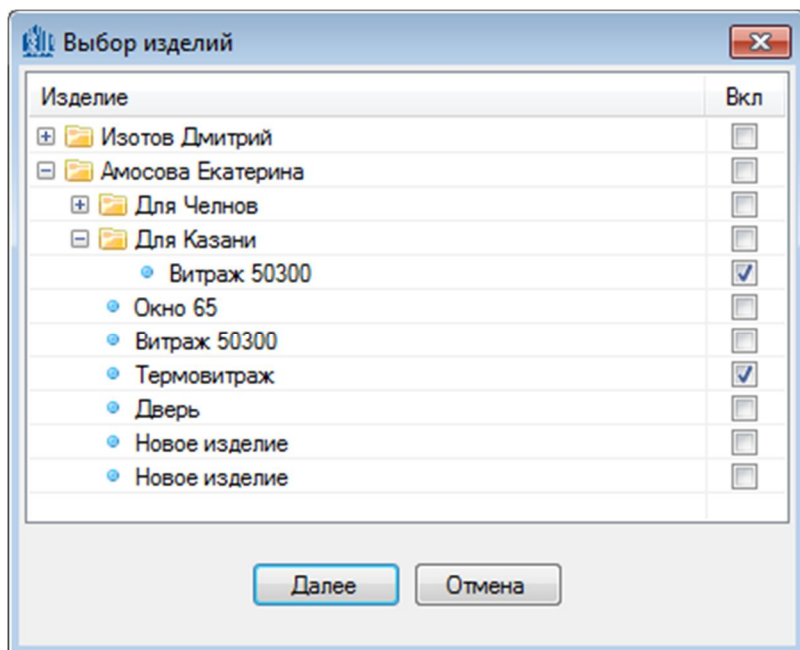 Выбор изделий
Изделие Вкл
Изотов Дмитрий
Амосова Екатерина
Для Челнов
Для Казани
Витраж 50300
Окно 65
Витраж 50300
Термовитраж
Дверь
Новое изделие
Новое изделие
Далее Отмена